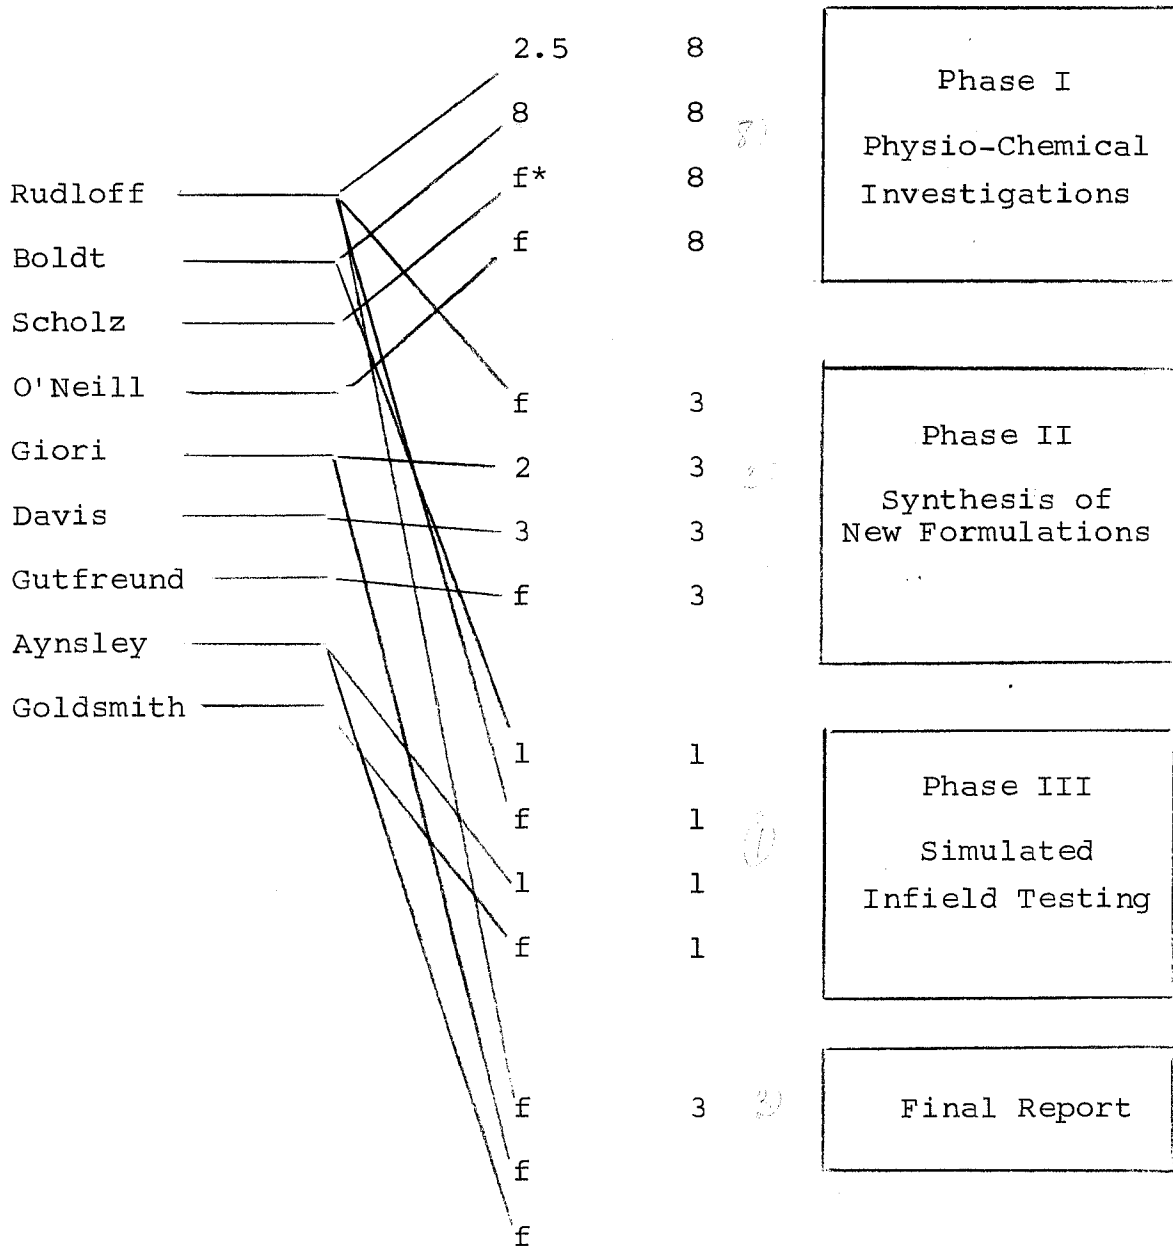 2.5 8
8 8 8)
f* 8
f 8
Phase I
Physio-Chemical
Investigations
Rudloff
Boldt
Scholz
O'Neill
Giori
Davis
Gutfreund
Aynsley
Goldsmith
f 3
2 3
3 3
f 3
Phase II
Synthesis of
New Formulations
1 1
f 1
1 1
f 1
Phase III
Simulated
Infield Testing
f 3
f
f
Final Report